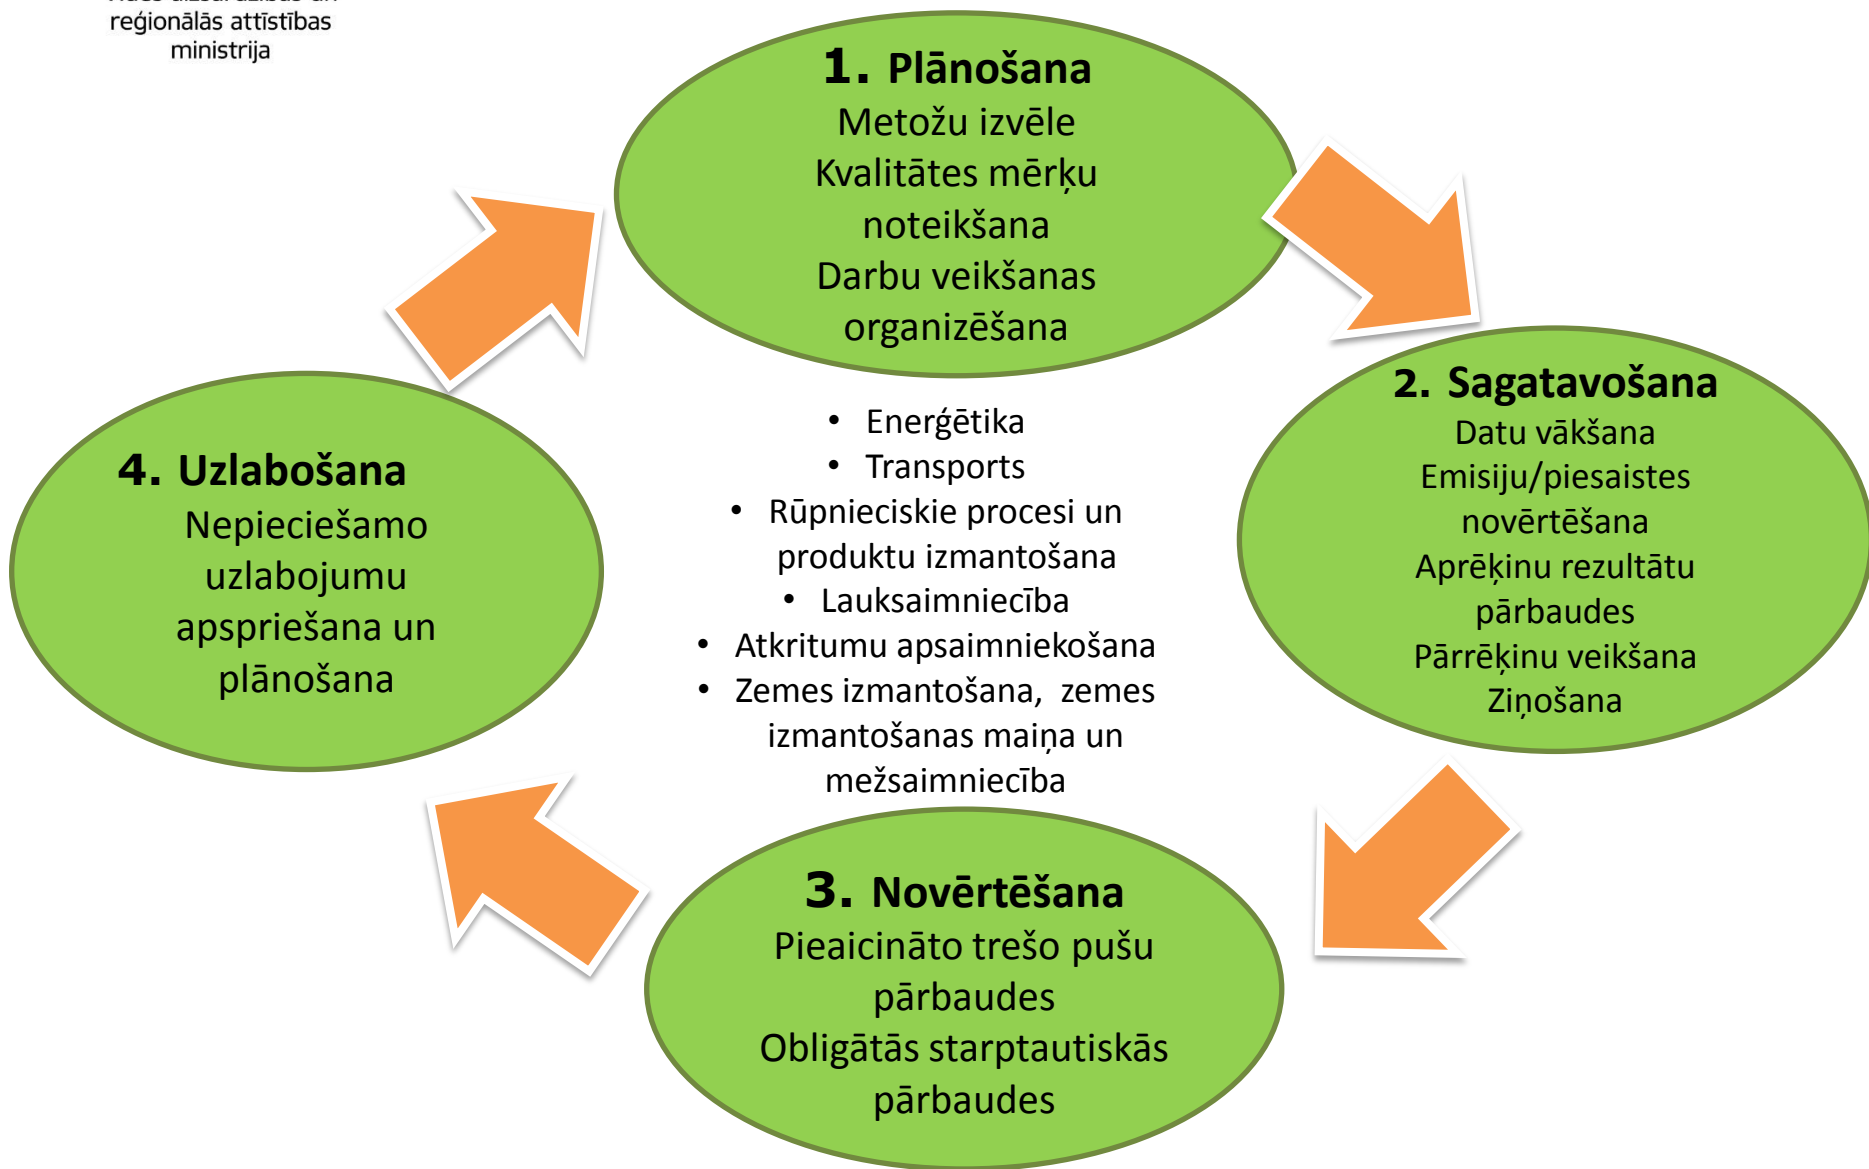 reģionālās attīstības
ministrija
1. Plānošana
Metožu izvēle
Kvalitātes mērķu
noteikšana
Darbu veikšanas
organizēšana
2. Sagatavošana
Datu vākšana
Emisiju/piesaistes
novērtēšana
Aprēķinu rezultātu
pārbaudes
Pārrēķinu veikšana
Ziņošana
• Enerģētika
• Transports
• Rūpnieciskie procesi un
produktu izmantošana
• Lauksaimniecība
• Atkritumu apsaimniekošana
• Zemes izmantošana, zemes
izmantošanas maiņa un
mežsaimniecība
3. Novērtēšana
Pieaicināto trešo pušu
pārbaudes
Obligātās starptautiskās
pārbaudes
4. Uzlabošana
Nepieciešamo
uzlabojumu
apspriešana un
plānošana